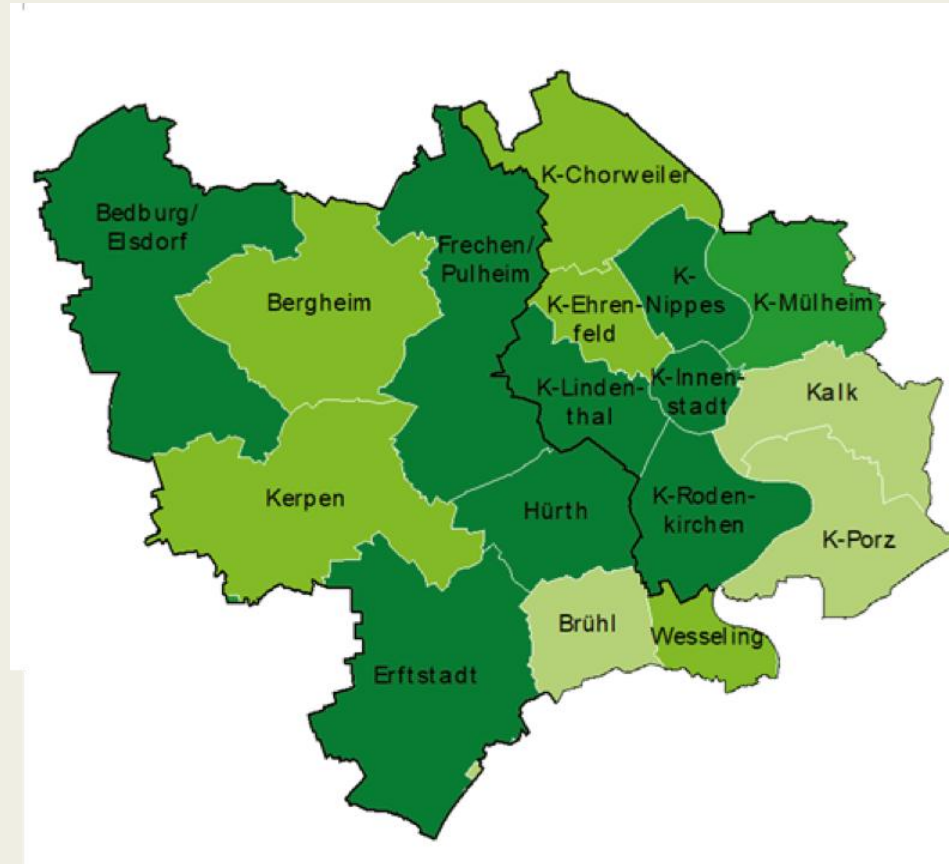 K-Chorweiler
Bedburg/
Elsdorf
Frechen/
Pulheim
Bergheim
K-Ehren-
feld
K-
Nippes
K-Mülheim
K-Linden-
thal
K-Innen-
stadt
Kalk
Kerpen
Hürth
K-Roden-
kirchen
K-Porz
Brühl
Wesseling
Erftstadt